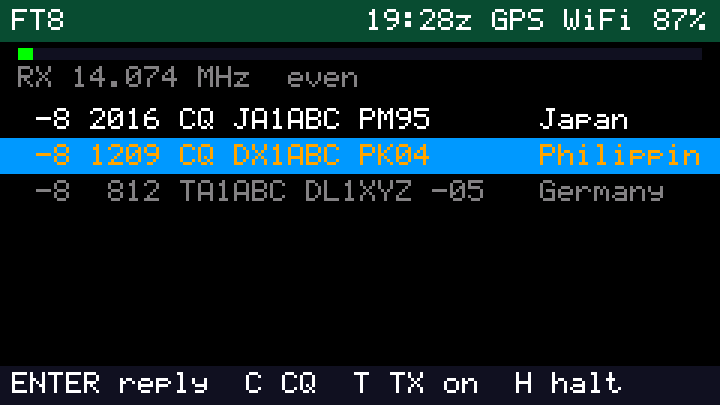 FT8 19:28z GPS WiFi 87%
RX 14.074 MHz even
-8 2016 CQ JA1ABC PM95 Japan
-8 1209 CQ DX1ABC PK04 Philippin
-8 812 TA1ABC DL1XYZ -05 Germany
ENTER reply C CQ T TX on H halt